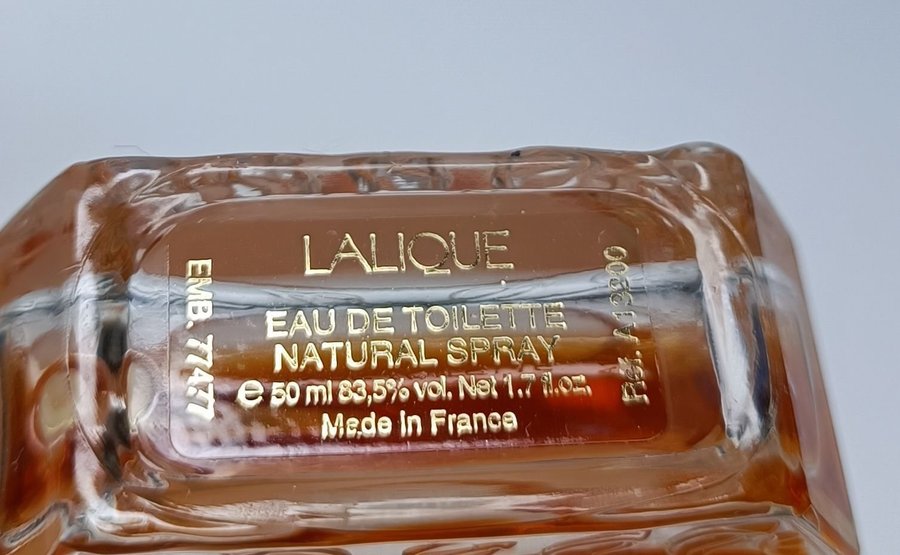 LALIQUE
EAU DE TOILETTE
NATURAL SPRAY
e 50 ml 83,5% vol. Net 1.7 fl.oz.
Made in France
EMB. 77477
Réf. A13200